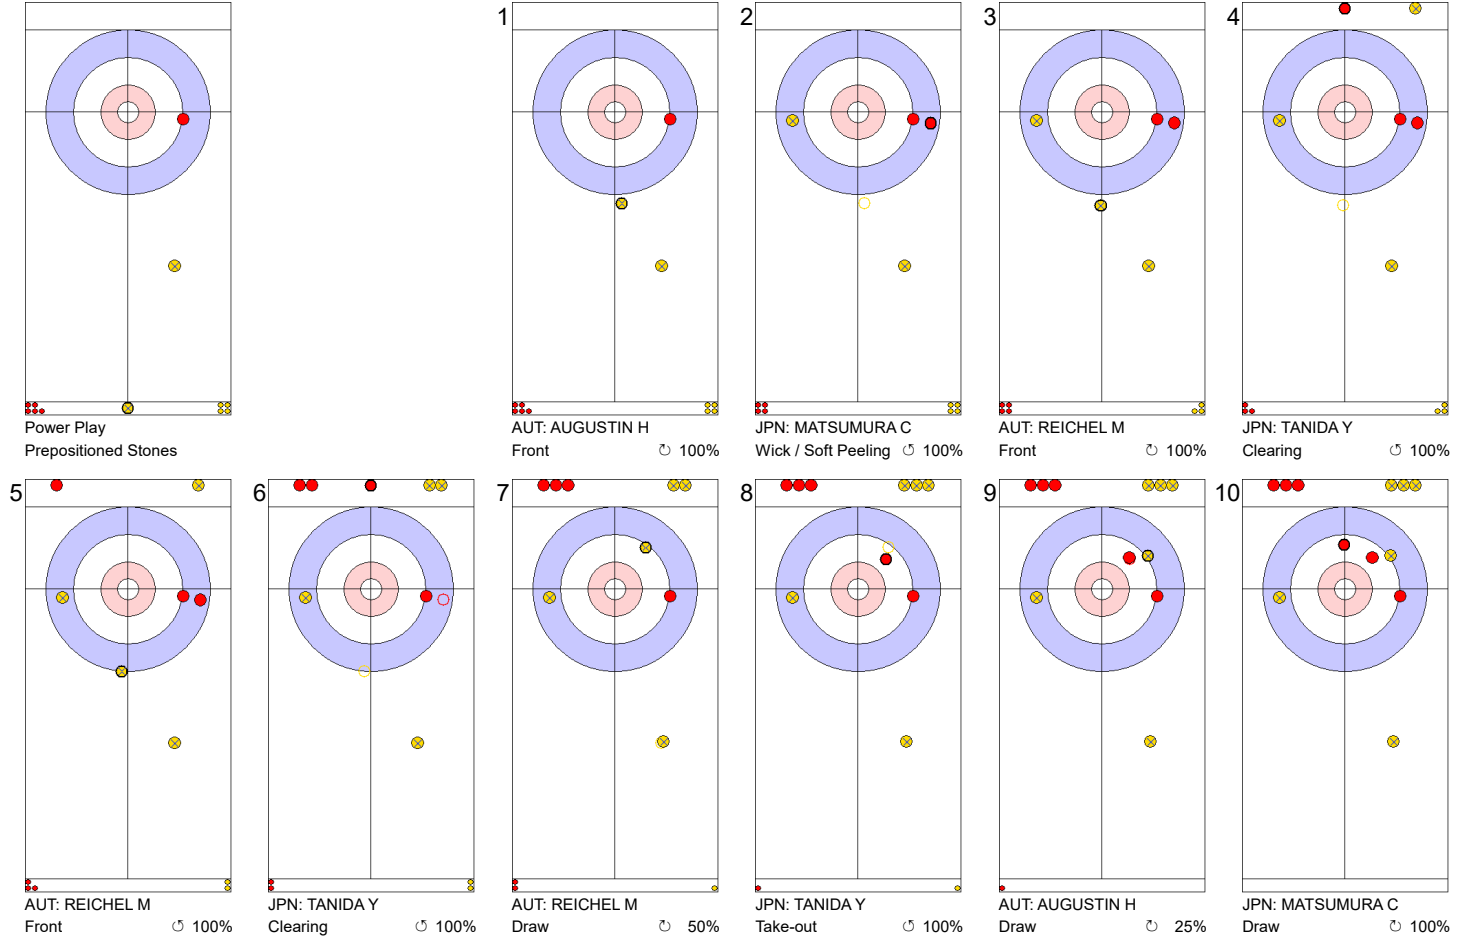 1
2
3
4
Power Play
Prepositioned Stones
AUT: AUGUSTIN H
Front ↻ 100%
JPN: MATSUMURA C
Wick / Soft Peeling ↺ 100%
AUT: REICHEL M
Front ↻ 100%
JPN: TANIDA Y
Clearing ↺ 100%
5
6
7
8
9
10
AUT: REICHEL M
Front ↺ 100%
JPN: TANIDA Y
Clearing ↺ 100%
AUT: REICHEL M
Draw ↻ 50%
JPN: TANIDA Y
Take-out ↺ 100%
AUT: AUGUSTIN H
Draw ↻ 25%
JPN: MATSUMURA C
Draw ↺ 100%